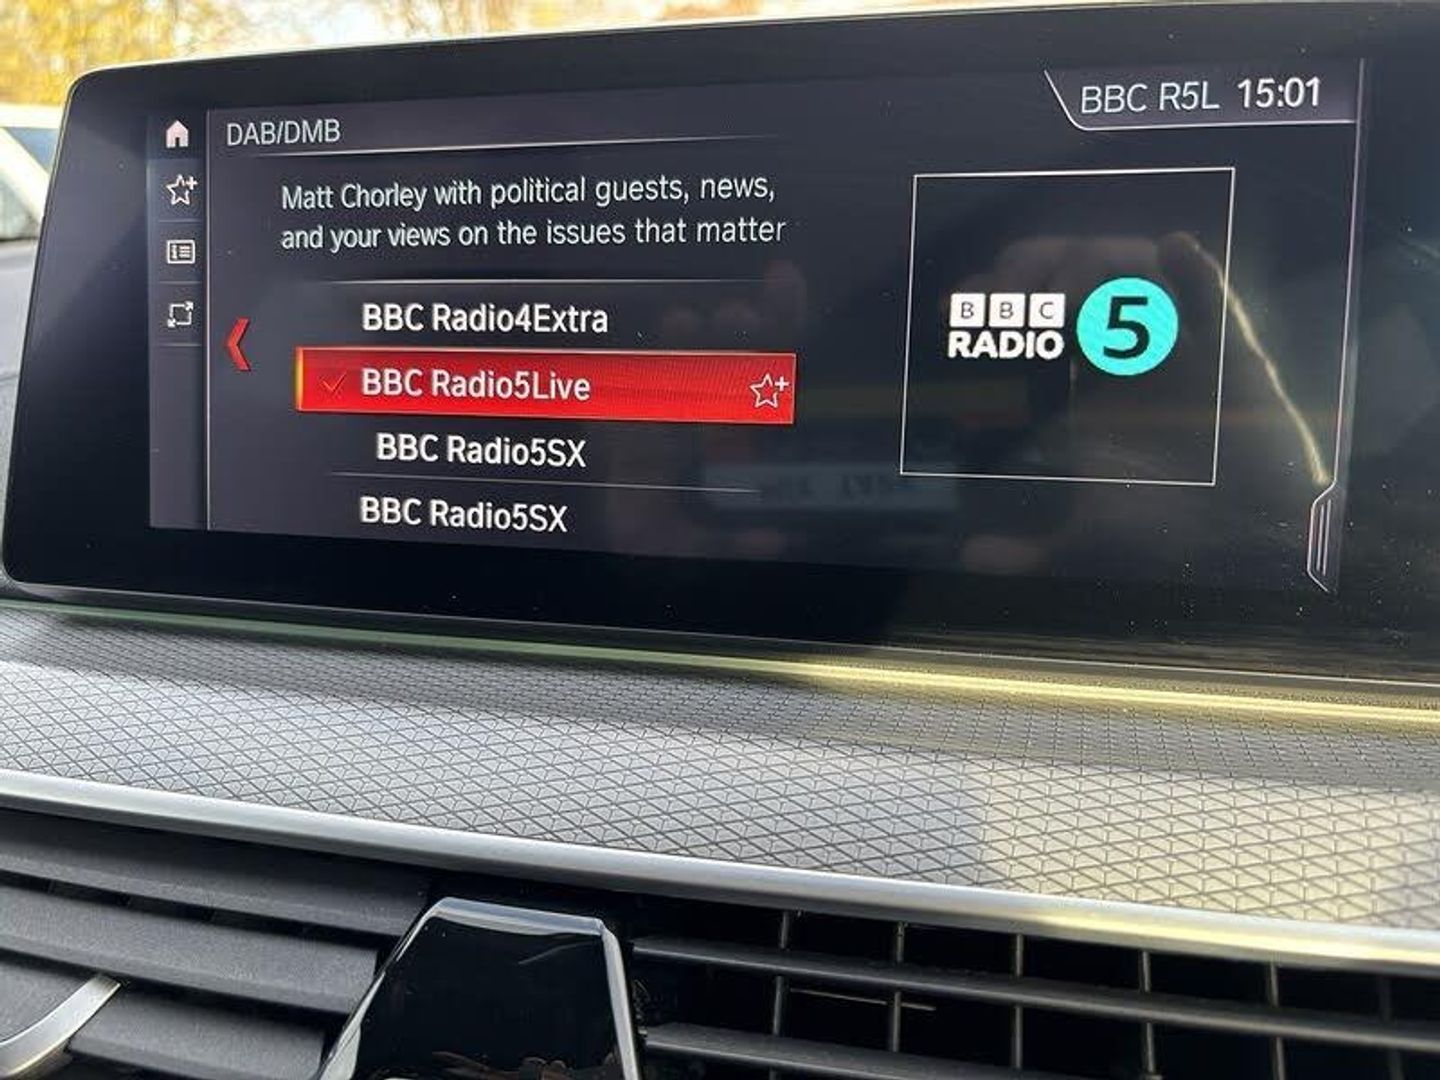 DAB/DMB
BBC R5L 15:01
Matt Chorley with political guests, news,
and your views on the issues that matter
BBC Radio4Extra
BBC Radio5Live
BBC Radio5SX
BBC Radio5SX
BBC
RADIO
5